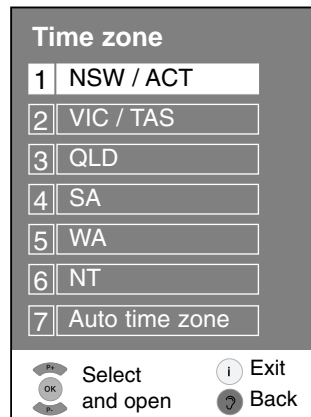 Time zone
1 NSW / ACT
2 VIC / TAS
3 QLD
4 SA
5 WA
6 NT
7 Auto time zone
P+
OK
P-
Select
and open
i Exit
Back